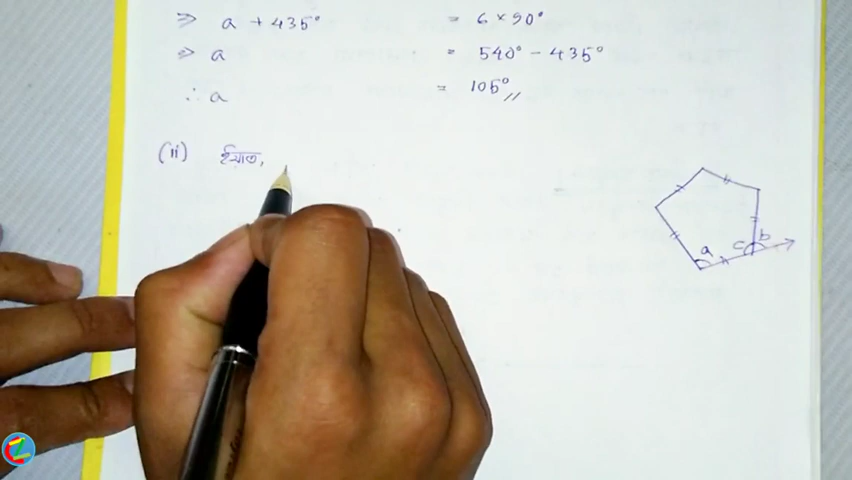 ⇒ a + 435° = 6 × 90°
⇒ a = 540° - 435°
∴ a = 105°//
(ii) ইয়াত,
a c b